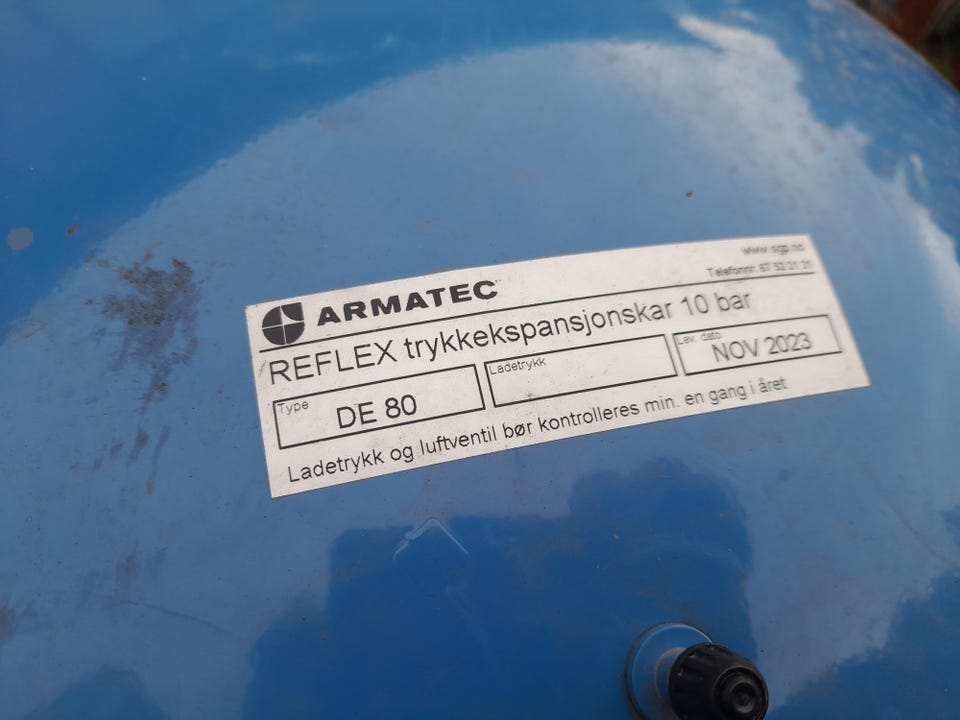 www.sgp.no
ARMATEC
Telefonnr. 67 52 21 21
REFLEX trykkekspansjonskar 10 bar
Type DE 80
Ladetrykk
Lev. dato NOV 2023
Ladetrykk og luftventil bør kontrolleres min. en gang i året